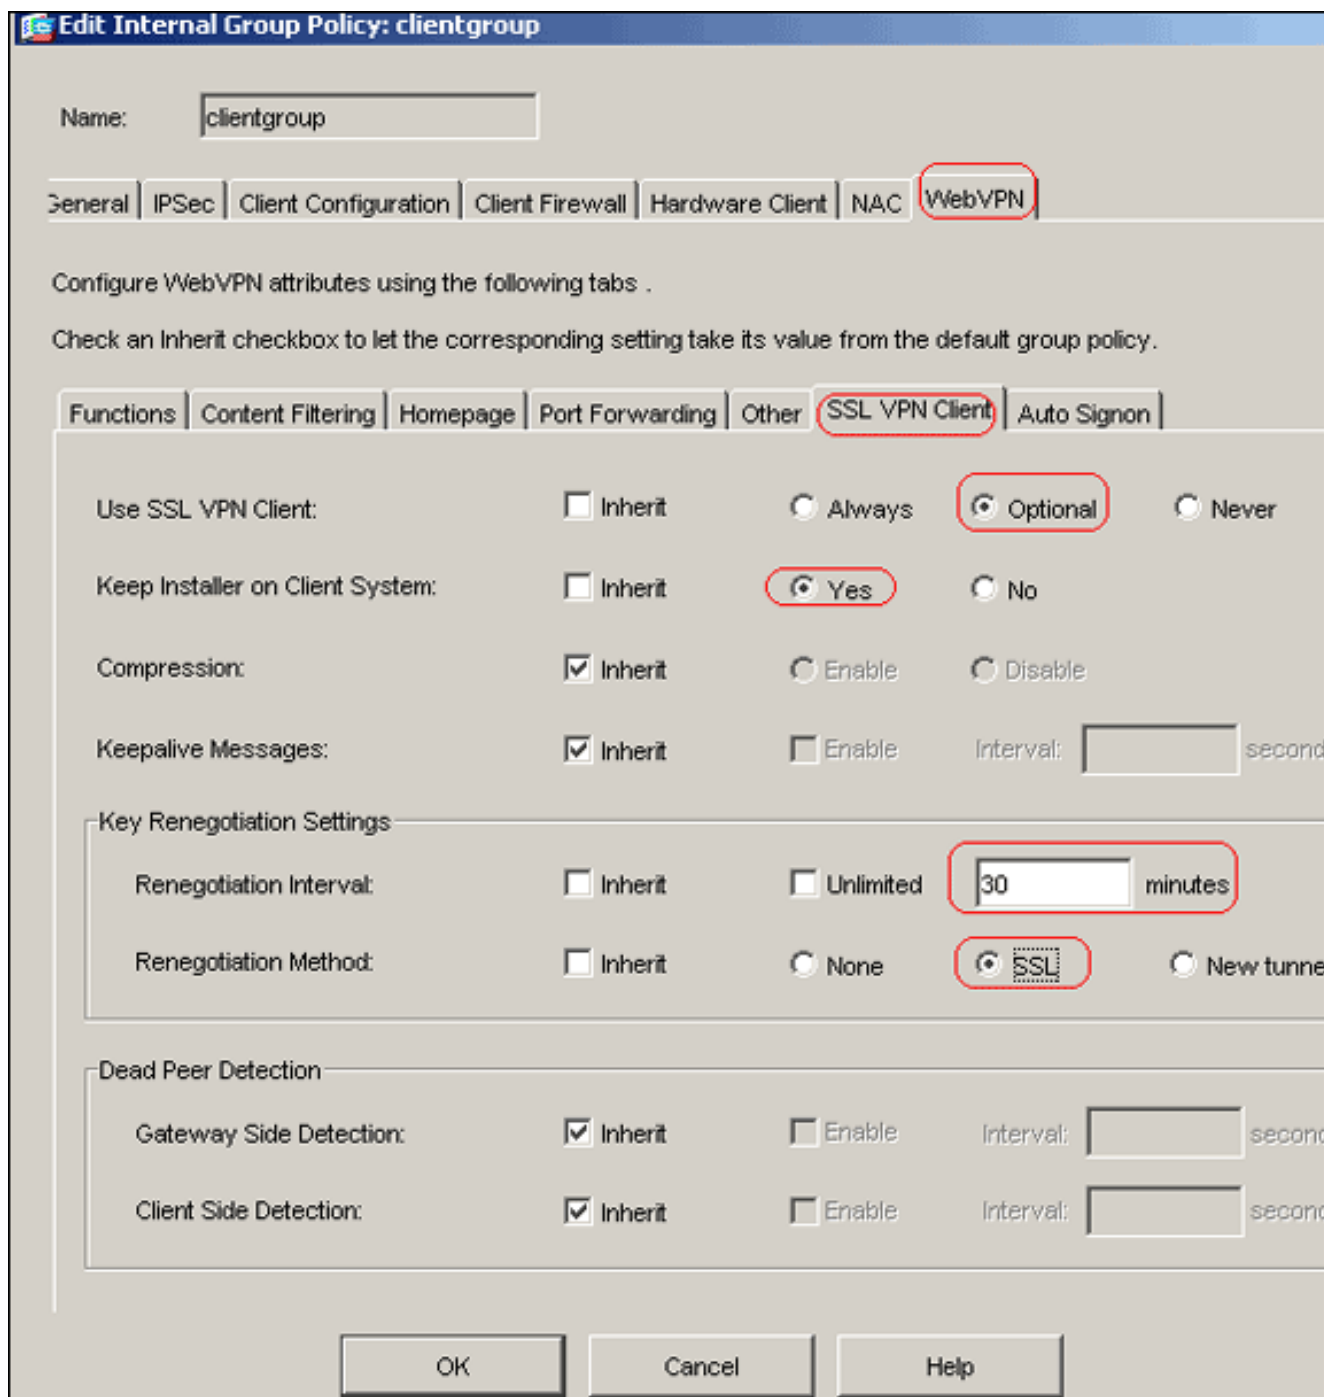 Edit Internal Group Policy: clientgroup
Name: clientgroup
General IPSec Client Configuration Client Firewall Hardware Client NAC WebVPN
Configure WebVPN attributes using the following tabs .
Check an Inherit checkbox to let the corresponding setting take its value from the default group policy.
Functions Content Filtering Homepage Port Forwarding Other SSL VPN Client Auto Signon
Use SSL VPN Client: Inherit Always Optional Never
Keep Installer on Client System: Inherit Yes No
Compression: Inherit Enable Disable
Keepalive Messages: Inherit Enable Interval: second
Key Renegotiation Settings
Renegotiation Interval: Inherit Unlimited 30 minutes
Renegotiation Method: Inherit None SSL New tunne
Dead Peer Detection
Gateway Side Detection: Inherit Enable Interval: second
Client Side Detection: Inherit Enable Interval: second
OK Cancel Help